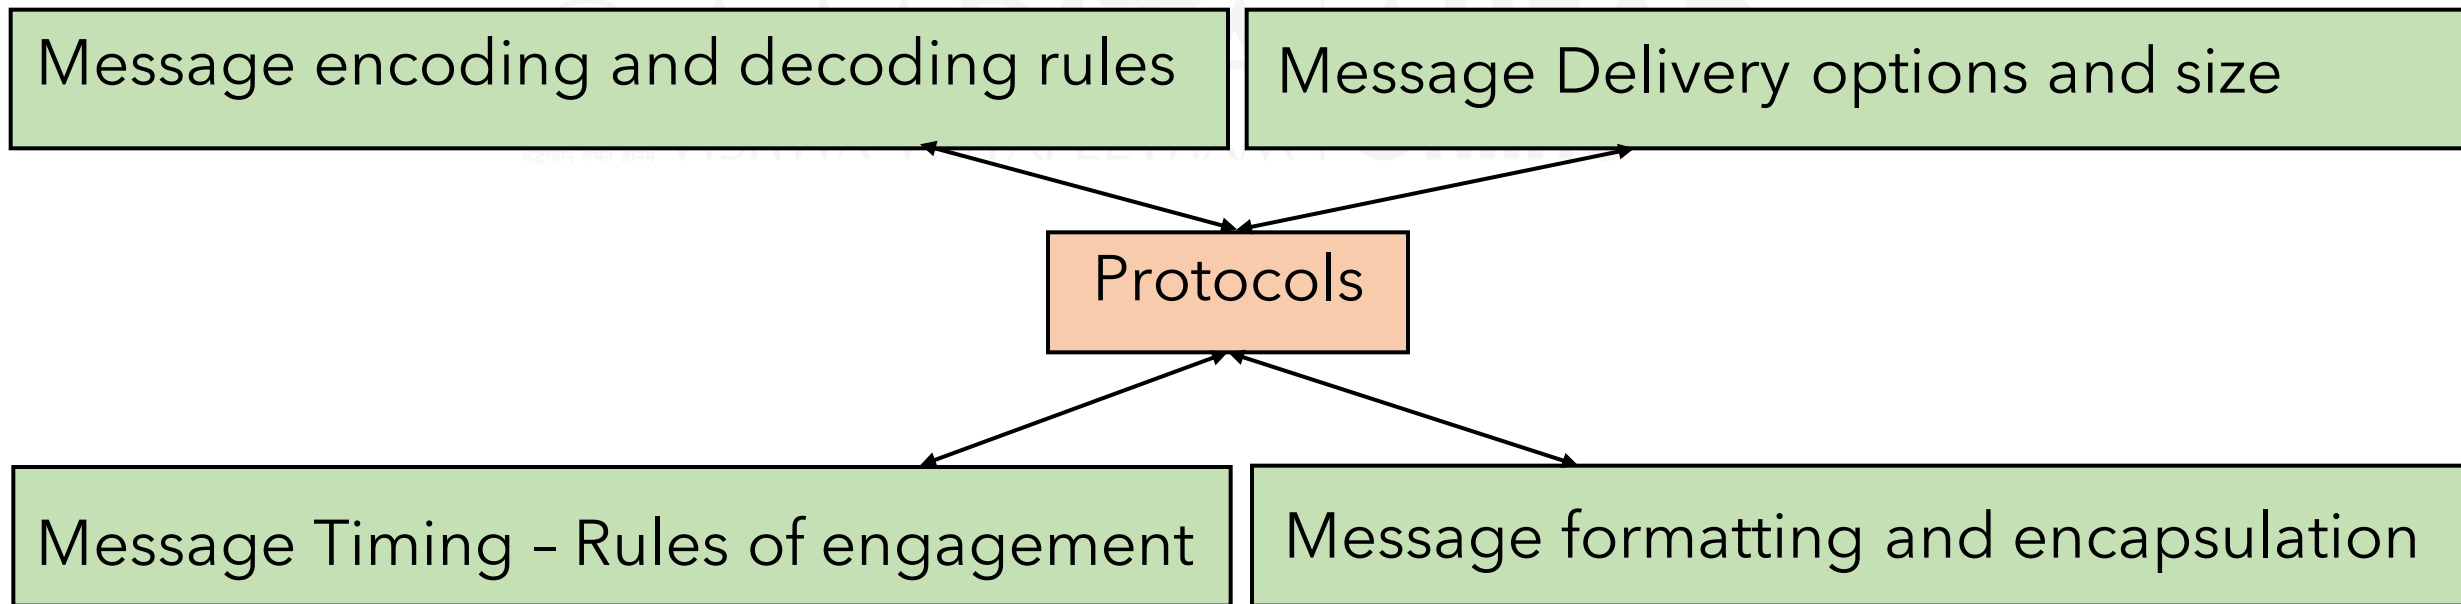 Message encoding and decoding rules
Message Delivery options and size
Protocols
Message Timing – Rules of engagement
Message formatting and encapsulation